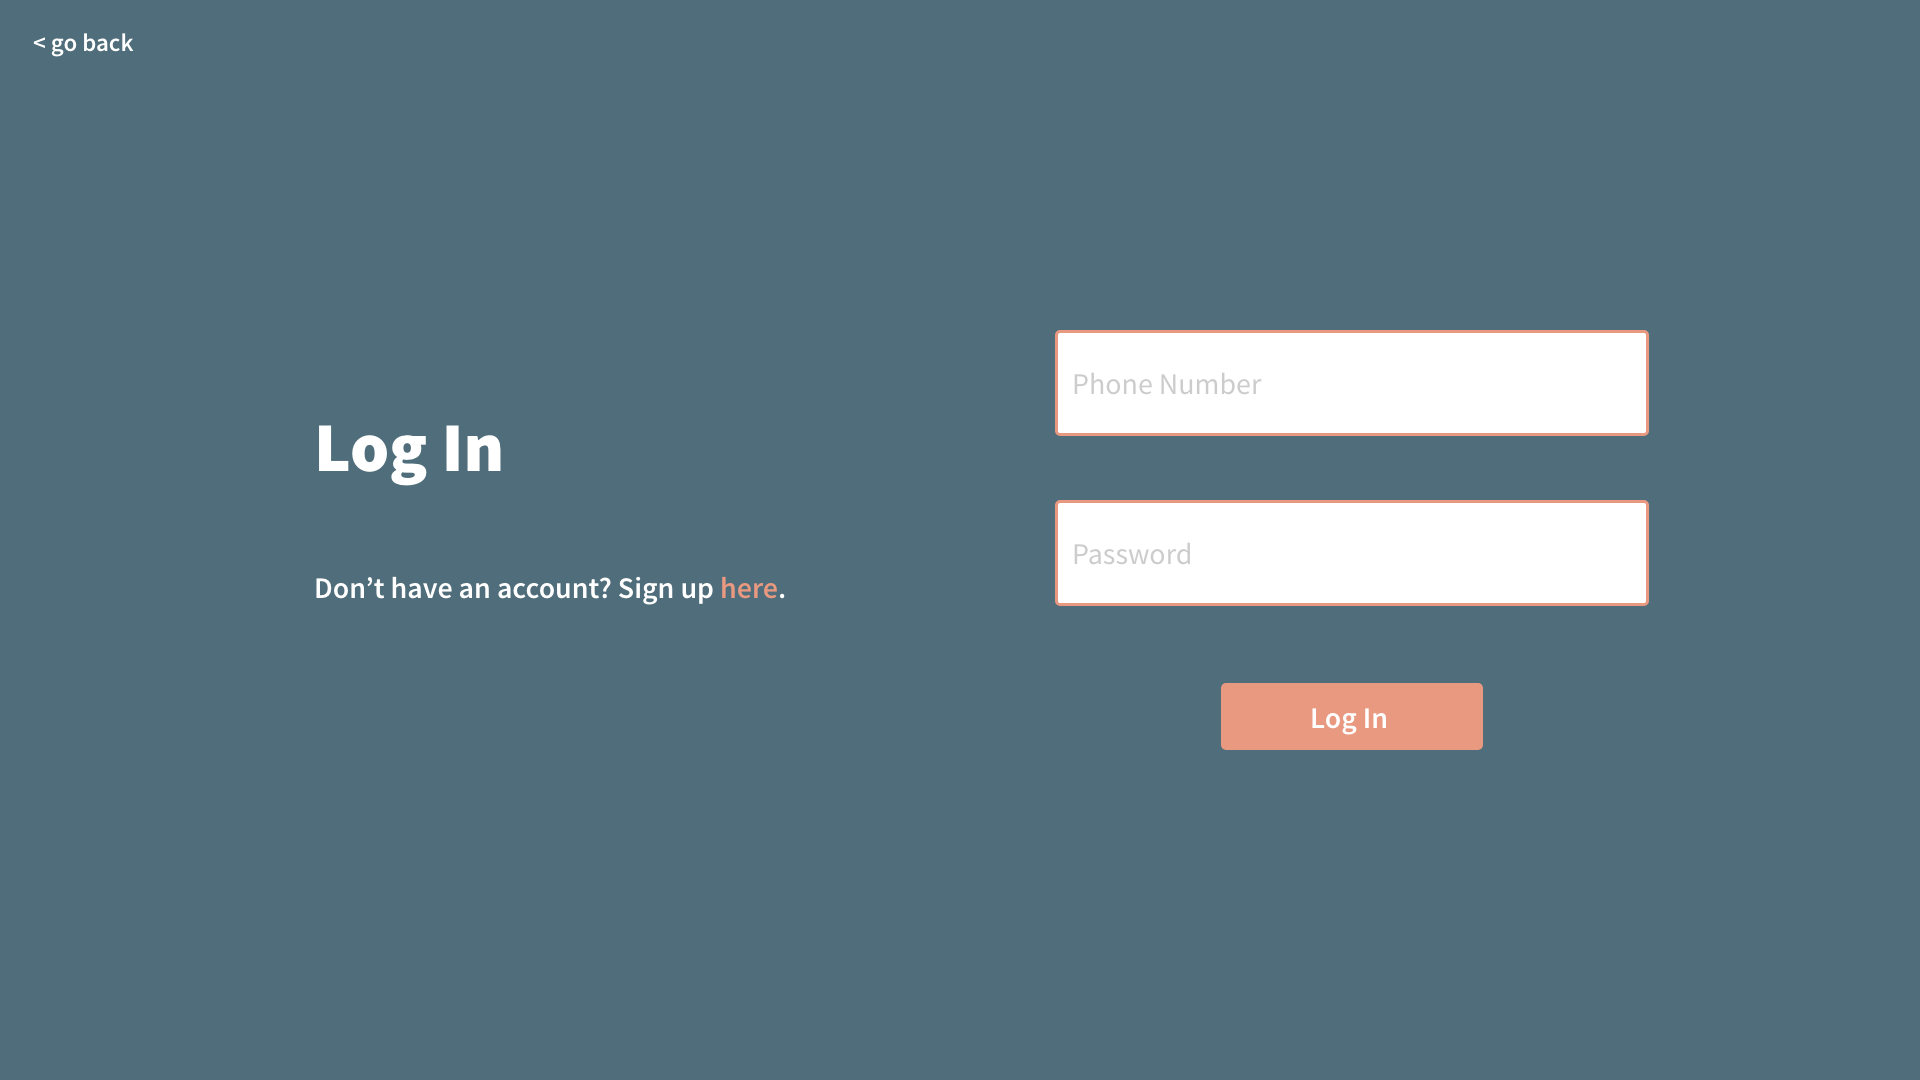 < go back
Log In
Don’t have an account? Sign up here.
Phone Number
Password
Log In